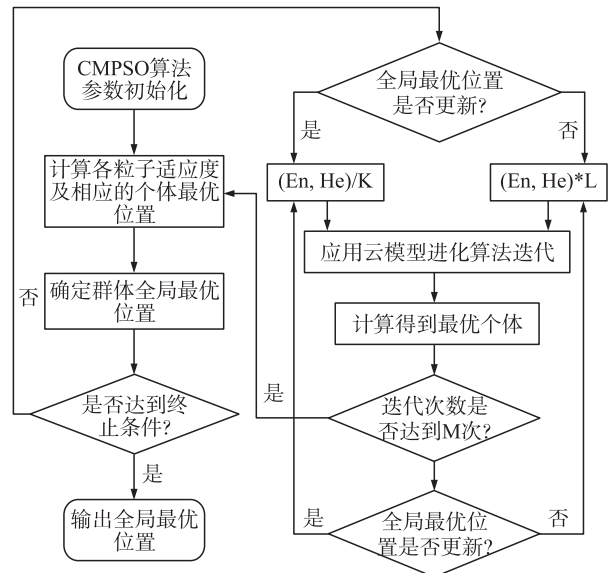 CMPSO算法
参数初始化
计算各粒子适应度
及相应的个体最优
位置
确定群体全局最优
位置
否
是否达到终
止条件?
是
输出全局最优
位置
全局最优位置
是否更新?
是
否
(En, He)/K
(En, He)*L
应用云模型进化算法迭代
计算得到最优个体
是
迭代次数是
否达到M次?
是
全局最优位
置是否更新?
否